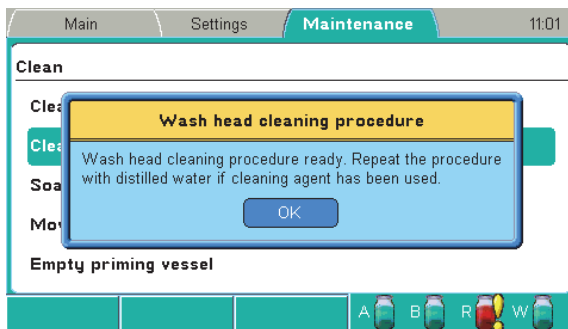 Main Settings Maintenance 11:01
Clean
Wash head cleaning procedure
Wash head cleaning procedure ready. Repeat the procedure
with distilled water if cleaning agent has been used.
OK
Empty priming vessel
A B R W